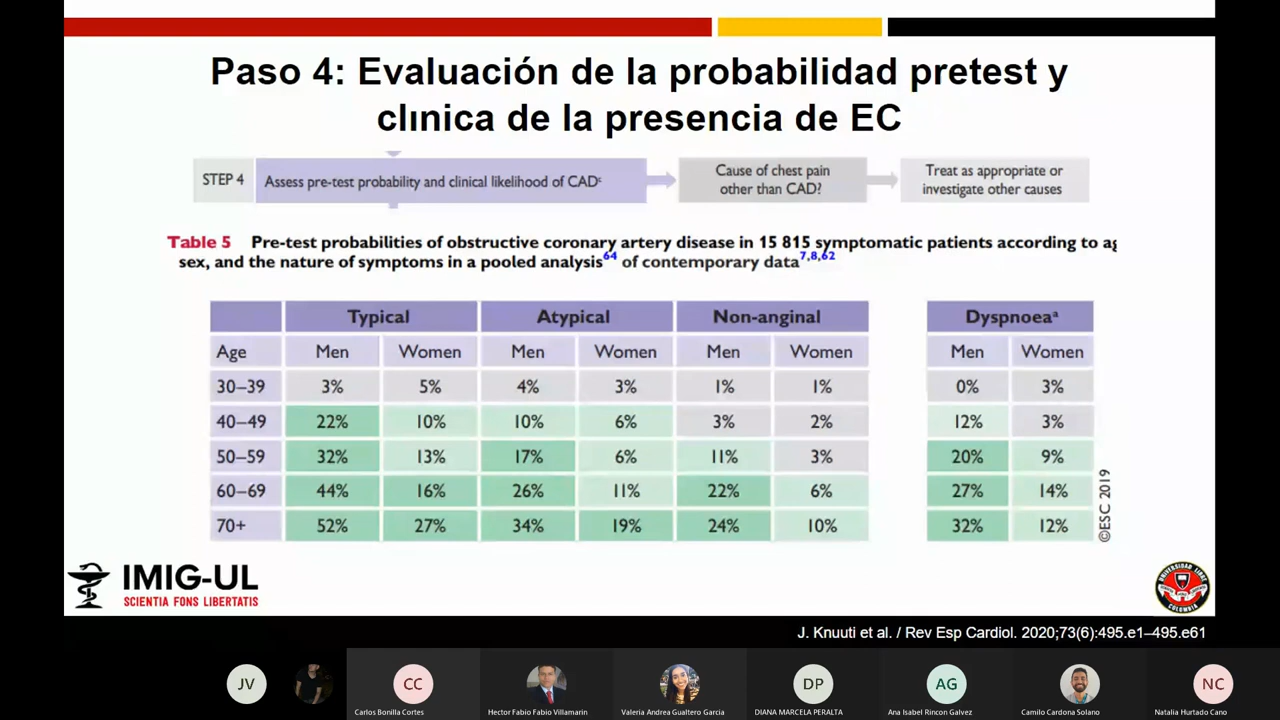 Paso 4: Evaluación de la probabilidad pretest y
clınica de la presencia de EC
STEP 4
Assess pre-test probability and clinical likelihood of CADᶜ
Cause of chest pain
other than CAD?
Treat as appropriate or
investigate other causes
Table 5 Pre-test probabilities of obstructive coronary artery disease in 15 815 symptomatic patients according to ag
sex, and the nature of symptoms in a pooled analysis⁶⁴ of contemporary data⁷,⁸,⁶²
Typical Atypical Non-anginal Dyspnoeaᵃ
Age Men Women Men Women Men Women Men Women
30–39 3% 5% 4% 3% 1% 1% 0% 3%
40–49 22% 10% 10% 6% 3% 2% 12% 3%
50–59 32% 13% 17% 6% 11% 3% 20% 9%
60–69 44% 16% 26% 11% 22% 6% 27% 14%
70+ 52% 27% 34% 19% 24% 10% 32% 12%
©ESC 2019
IMIG-UL
SCIENTIA FONS LIBERTATIS
J. Knuuti et al. / Rev Esp Cardiol. 2020;73(6):495.e1–495.e61
JV CC DP AG NC
Carlos Bonilla Cortes Hector Fabio Fabio Villamarin Valeria Andrea Gualtero Garcia DIANA MARCELA PERALTA Ana Isabel Rincon Galvez Camilo Cardona Solano Natalia Hurtado Cano